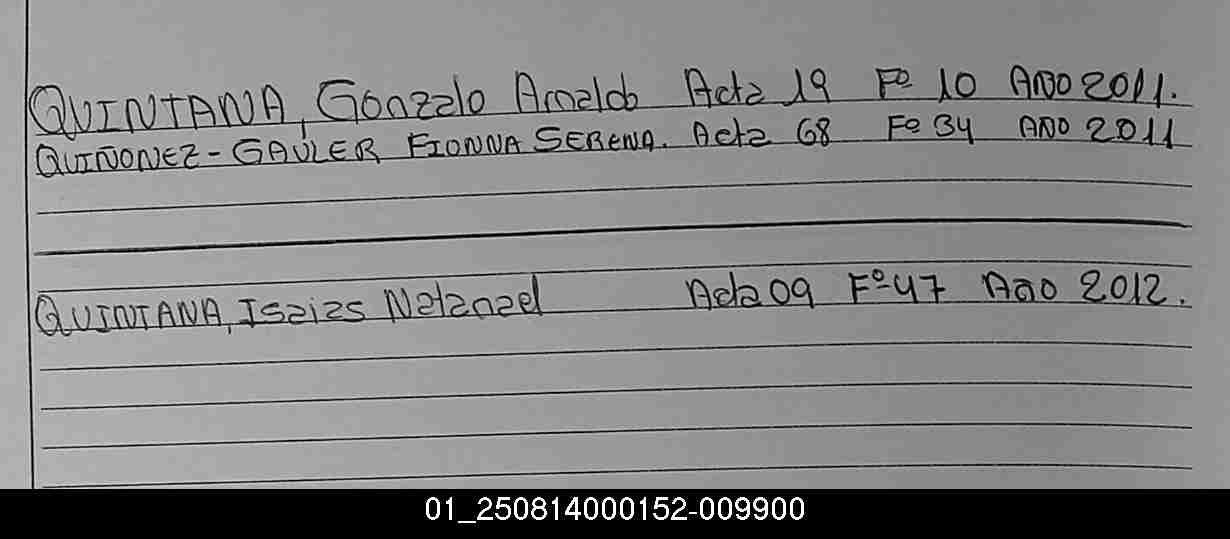 QUINTANA, Gonzalo Arnaldo Acta 19 Fº 10 AÑO 2011.
QUIÑONEZ-GAULER FIONNA SERENA. Acta 68 Fº 34 AÑO 2011
QUINTANA, Isaias Natanael Acta 09 Fº 47 Año 2012.
01_250814000152-009900